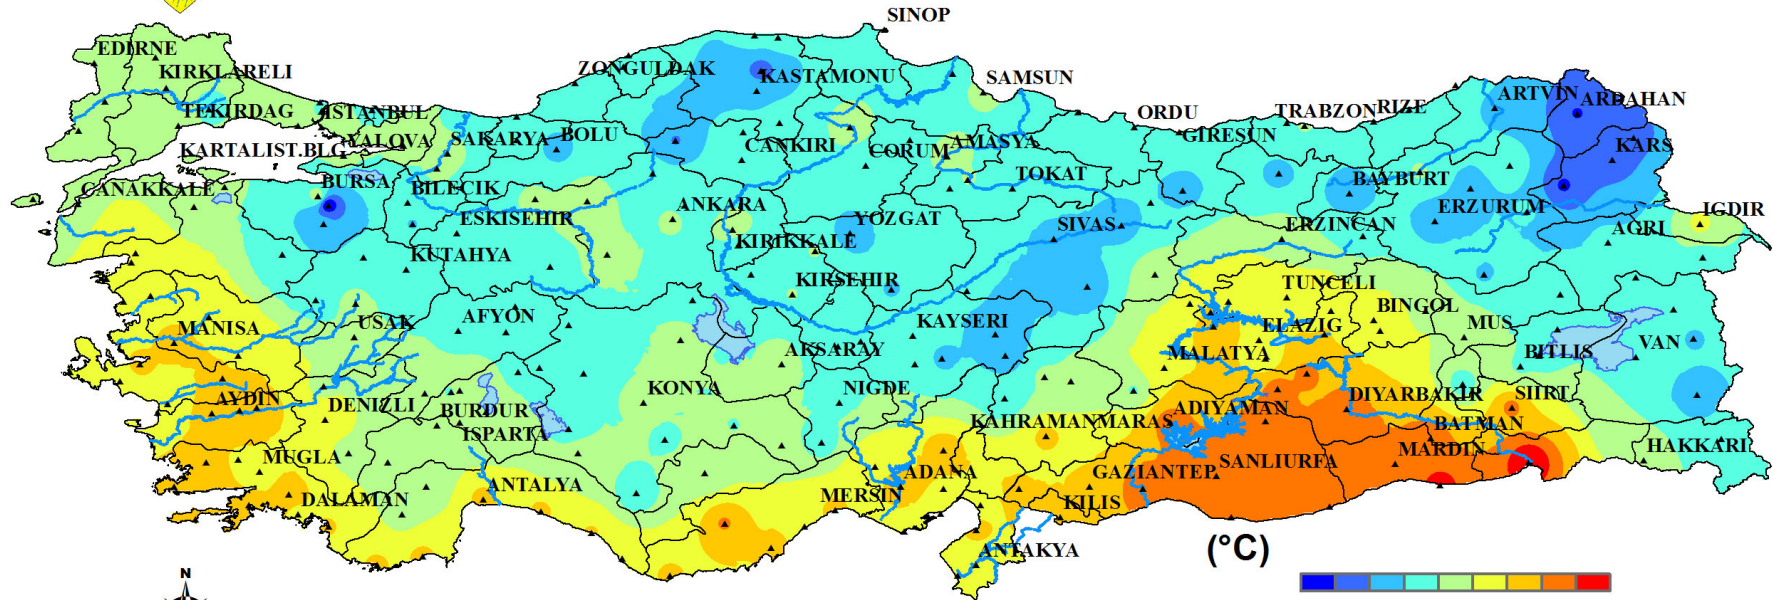 SINOP
EDIRNE
KIRKLARELI
ZONGULDAK
KASTAMONU
SAMSUN
ARTVIN
ARDAHAN
TEKIRDAG
ISTANBUL
ORDU
TRABZON
RIZE
YALOVA
SAKARYA
BOLU
CANKIRI
CORUM
AMASYA
GIRESUN
KARS
KARTALIST.BLG
CANAKKALE
BURSA
BILECIK
TOKAT
BAYBURT
ESKISEHIR
ANKARA
YOZGAT
SIVAS
ERZINCAN
ERZURUM
IGDIR
AGRI
KUTAHYA
KIRIKKALE
KIRSEHIR
TUNCELI
BINGOL
MANISA
USAK
AFYON
KAYSERI
ELAZIG
MUS
AKSARAY
MALATYA
BITLIS
VAN
AYDIN
DENIZLI
BURDUR
KONYA
NIGDE
DIYARBAKIR
SIIRT
ISPARTA
KAHRAMANMARAS
ADIYAMAN
BATMAN
MUGLA
MARDIN
HAKKARI
DALAMAN
ANTALYA
MERSIN
ADANA
GAZIANTEP
SANLIURFA
KILIS
ANTAKYA
(°C)
N